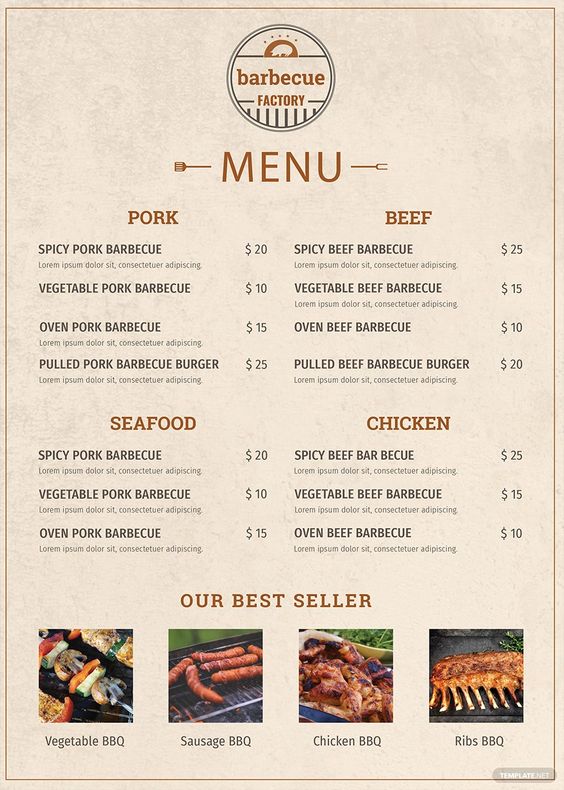 barbecue
FACTORY
MENU
PORK
SPICY PORK BARBECUE $ 20
Lorem ipsum dolor sit, consectetuer adipiscing.
VEGETABLE PORK BARBECUE $ 10
OVEN PORK BARBECUE $ 15
Lorem ipsum dolor sit, consectetuer adipiscing.
PULLED PORK BARBECUE BURGER $ 25
Lorem ipsum dolor sit, consectetuer adipiscing.
BEEF
SPICY BEEF BARBECUE $ 25
Lorem ipsum dolor sit, consectetuer adipiscing.
VEGETABLE BEEF BARBECUE $ 15
Lorem ipsum dolor sit, consectetuer adipiscing.
OVEN BEEF BARBECUE $ 10
PULLED BEEF BARBECUE BURGER $ 20
Lorem ipsum dolor sit, consectetuer adipiscing.
SEAFOOD
SPICY PORK BARBECUE $ 20
Lorem ipsum dolor sit, consectetuer adipiscing.
VEGETABLE PORK BARBECUE $ 10
Lorem ipsum dolor sit, consectetuer adipiscing.
OVEN PORK BARBECUE $ 15
Lorem ipsum dolor sit, consectetuer adipiscing.
CHICKEN
SPICY BEEF BAR BECUE $ 25
Lorem ipsum dolor sit, consectetuer adipiscing.
VEGETABLE BEEF BARBECUE $ 15
Lorem ipsum dolor sit, consectetuer adipiscing.
OVEN BEEF BARBECUE $ 10
Lorem ipsum dolor sit, consectetuer adipiscing.
OUR BEST SELLER
Vegetable BBQ
Sausage BBQ
Chicken BBQ
Ribs BBQ
TEMPLATE.NET